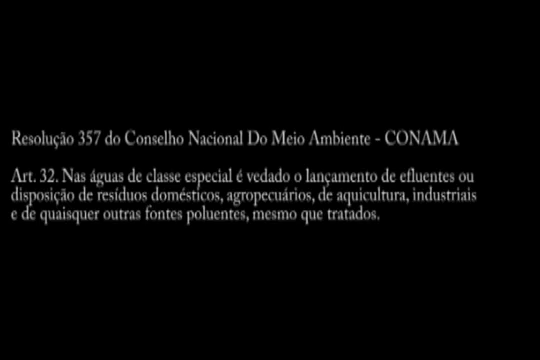 Resolução 357 do Conselho Nacional Do Meio Ambiente - CONAMA
Art. 32. Nas águas de classe especial é vedado o lançamento de efluentes ou
disposição de resíduos domésticos, agropecuários, de aquicultura, industriais
e de quaisquer outras fontes poluentes, mesmo que tratados.